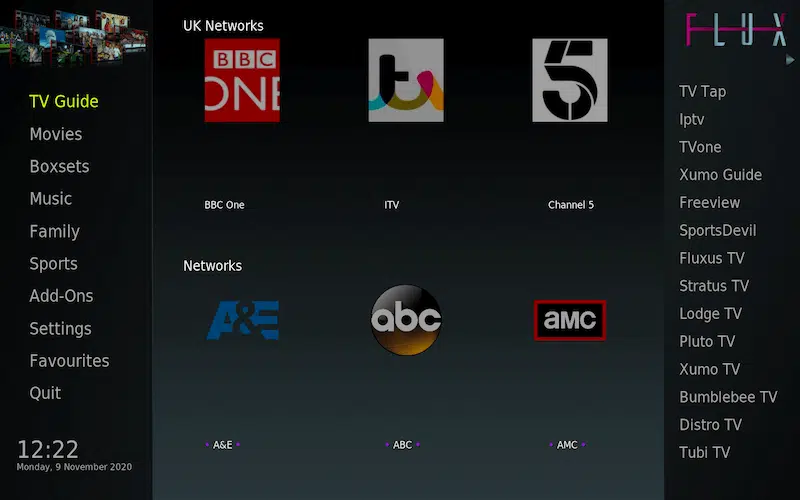 TV Guide
Movies
Boxsets
Music
Family
Sports
Add-Ons
Settings
Favourites
Quit
12:22
Monday, 9 November 2020
UK Networks
BBC
ONE
itv
5
BBC One
ITV
Channel 5
Networks
A&E
abc
aMC
A&E
ABC
AMC
FLUX
TV Tap
Iptv
TVone
Xumo Guide
Freeview
SportsDevil
Fluxus TV
Stratus TV
Lodge TV
Pluto TV
Xumo TV
Bumblebee TV
Distro TV
Tubi TV